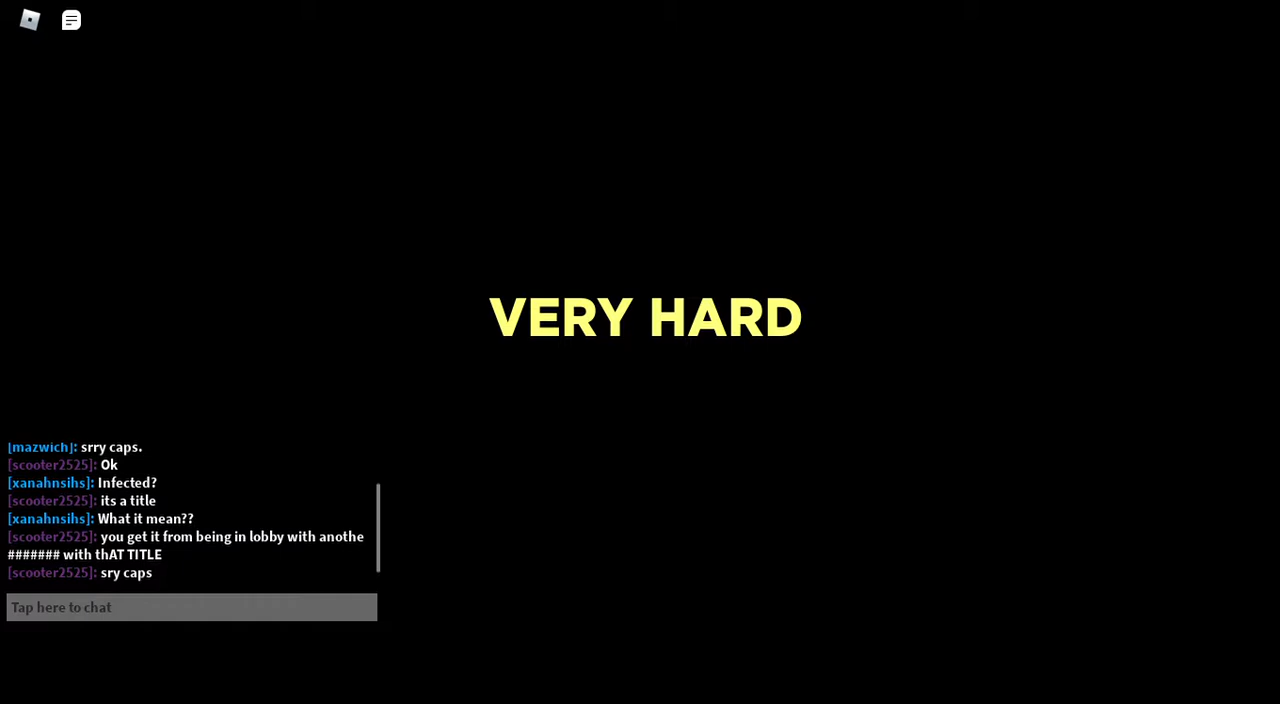 VERY HARD
[mazwich]: srry caps.
[scooter2525]: Ok
[xanahnsihs]: Infected?
[scooter2525]: its a title
[xanahnsihs]: What it mean??
[scooter2525]: you get it from being in lobby with anothe
####### with thAT TITLE
[scooter2525]: sry caps
Tap here to chat